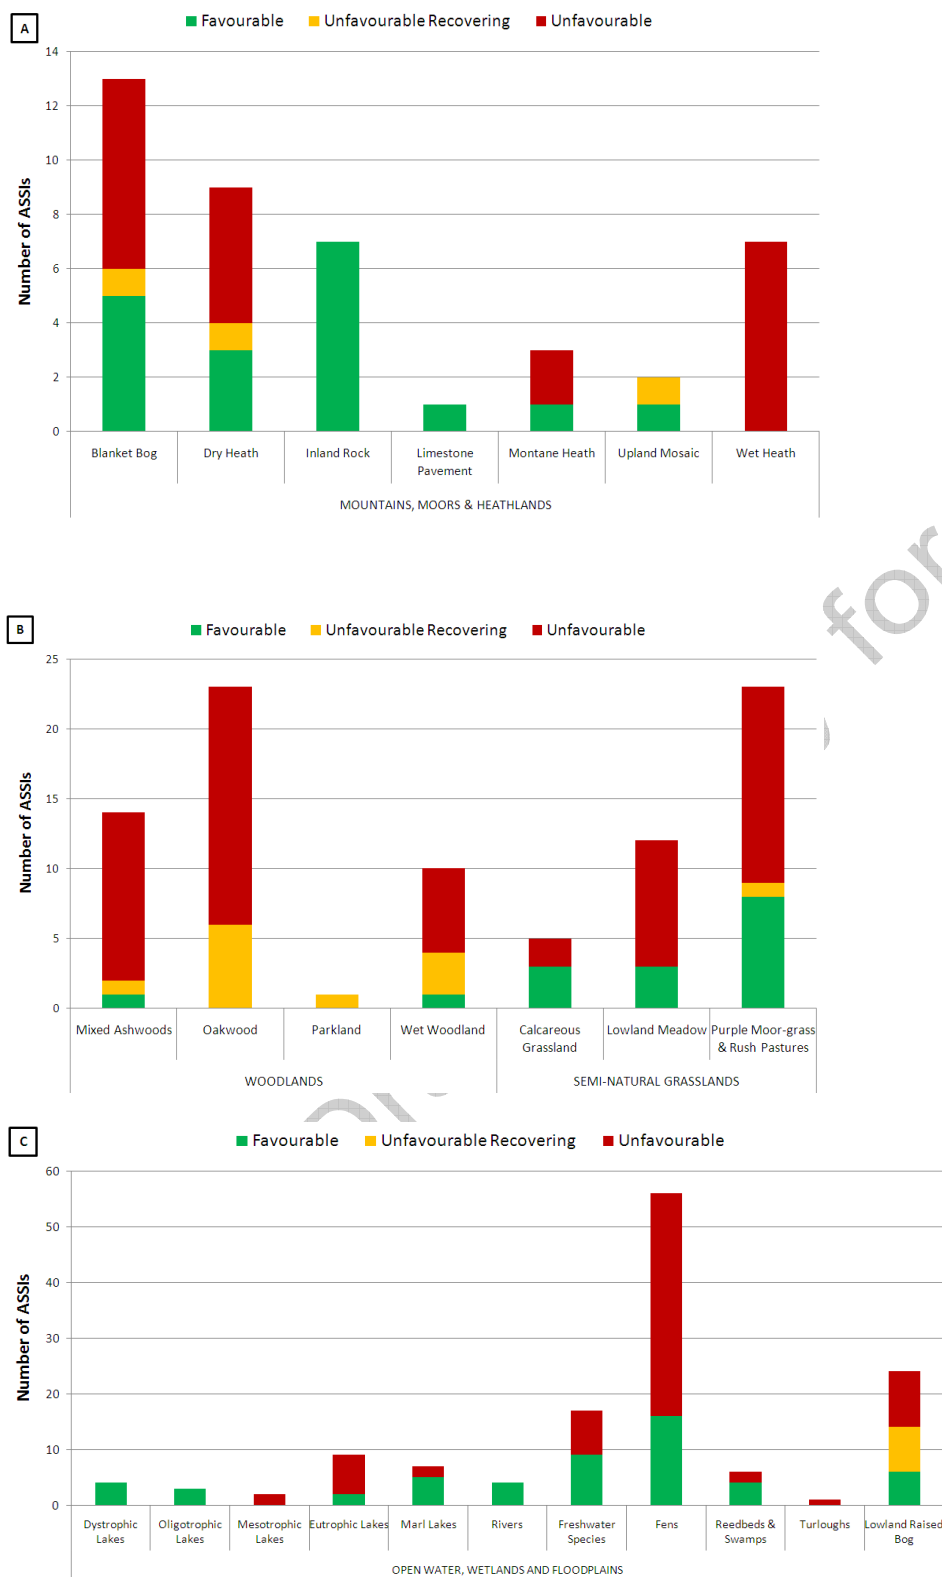 A
Favourable Unfavourable Recovering Unfavourable
Number of ASSIs
14
12
10
8
6
4
2
0
Blanket Bog Dry Heath Inland Rock Limestone Pavement Montane Heath Upland Mosaic Wet Heath
MOUNTAINS, MOORS & HEATHLANDS
for
B
Favourable Unfavourable Recovering Unfavourable
Number of ASSIs
25
20
15
10
5
0
Mixed Ashwoods Oakwood Parkland Wet Woodland Calcareous Grassland Lowland Meadow Purple Moor-grass & Rush Pastures
WOODLANDS SEMI-NATURAL GRASSLANDS
C
Favourable Unfavourable Recovering Unfavourable
Number of ASSIs
60
50
40
30
20
10
0
Dystrophic Lakes Oligotrophic Lakes Mesotrophic Lakes Eutrophic Lakes Marl Lakes Rivers Freshwater Species Fens Reedbeds & Swamps Turloughs Lowland Raised Bog
OPEN WATER, WETLANDS AND FLOODPLAINS